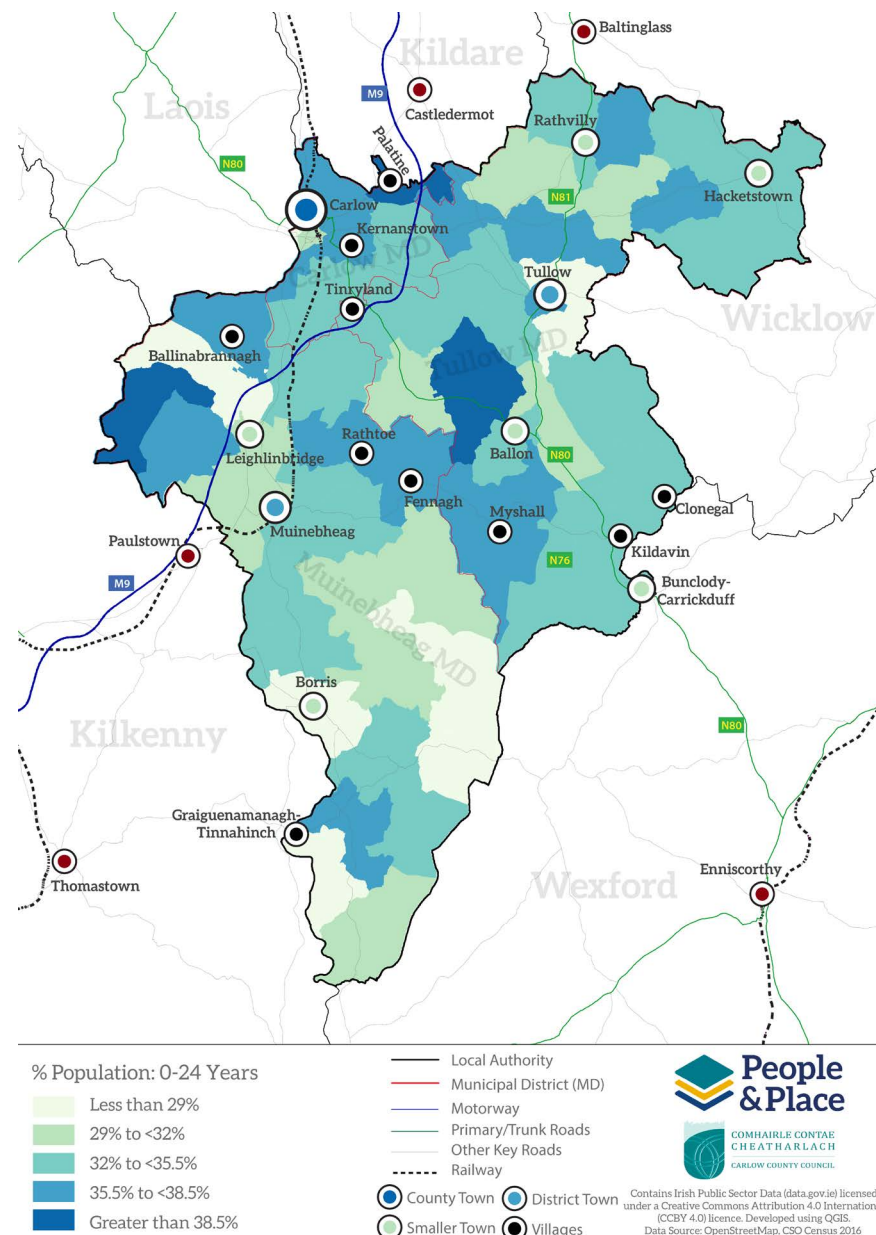 Baltinglass
Kildare
M9
Laois
Castledermot
Rathvilly
Palatine
N80
Hacketstown
N81
Carlow
Kernanstown
Carlow MD
Tullow
Tinryland
Wicklow
Ballinabrannagh
Tullow MD
Rathtoe
Ballon
Leighlinbridge
N80
Fennagh
Clonegal
Myshall
Muinebheag
Paulstown
Kildavin
N76
M9
Bunclody-
Carrickduff
Muinebheag MD
Borris
N80
Kilkenny
Graiguenamanagh-
Tinnahinch
Enniscorthy
Wexford
Thomastown
% Population: 0-24 Years
Less than 29%
29% to <32%
32% to <35.5%
35.5% to <38.5%
Greater than 38.5%
Local Authority
Municipal District (MD)
Motorway
Primary/Trunk Roads
Other Key Roads
Railway
County Town
District Town
Smaller Town
Villages
People
&Place
COMHAIRLE CONTAE
CHEATHARLACH
CARLOW COUNTY COUNCIL
Contains Irish Public Sector Data (data.gov.ie) licensed
under a Creative Commons Attribution 4.0 Internation
(CCBY 4.0) licence. Developed using QGIS.
Data Source: OpenStreetMap, CSO Census 2016